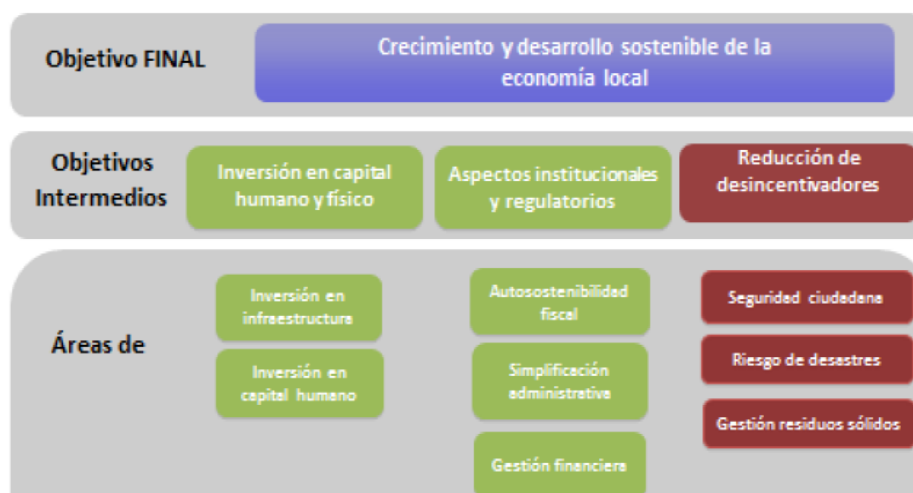 Objetivo FINAL
Crecimiento y desarrollo sostenible de la
economía local
Objetivos
Intermedios
Inversión en capital
humano y físico
Aspectos institucionales
y regulatorios
Reducción de
desincentivadores
Áreas de
Inversión en
infraestructura
Inversión en
capital humano
Autosostenibilidad
fiscal
Simplificación
administrativa
Gestión financiera
Seguridad ciudadana
Riesgo de desastres
Gestión residuos sólidos